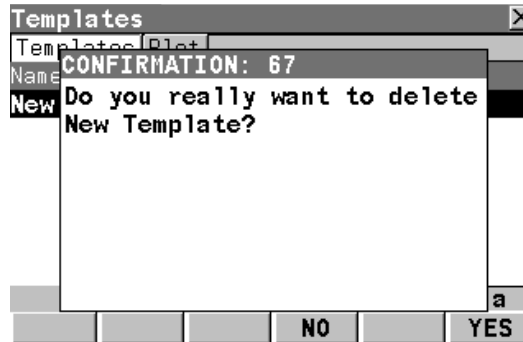 Templates
Templates Plot
Name
CONFIRMATION: 67
New
Do you really want to delete
New Template?
a
NO YES